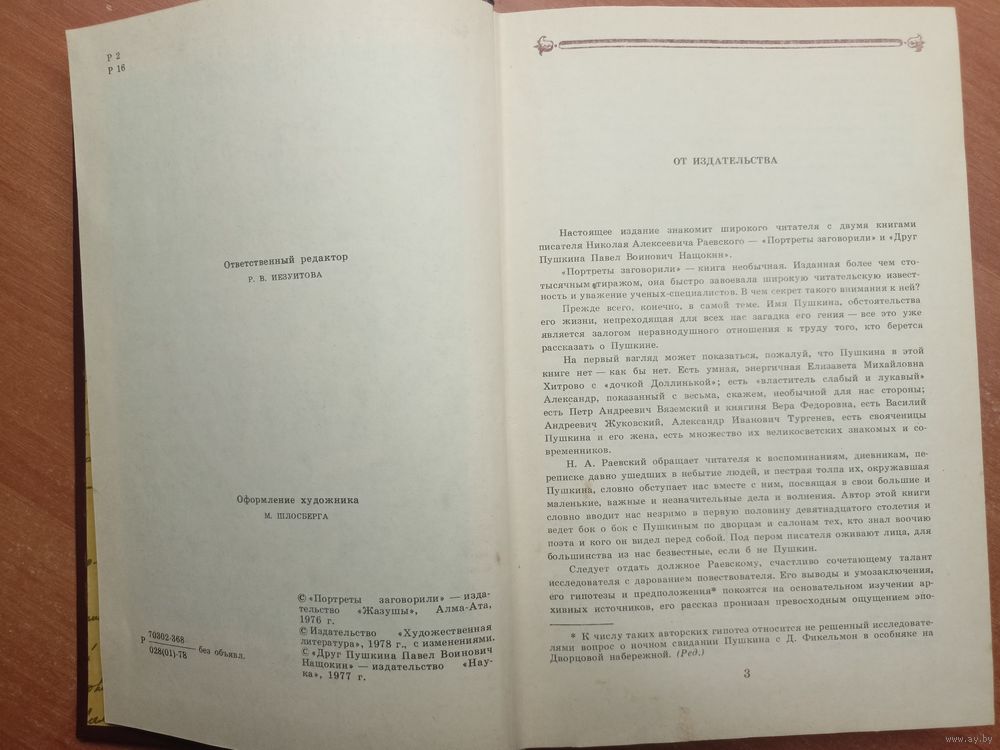 Р 2
Р 16
Ответственный редактор
Р. В. ИЕЗУИТОВА
Оформление художника
М. ШЛОСБЕРГА
© «Портреты заговорили» — изда-
тельство «Жазушы», Алма-Ата,
1976 г.
© Издательство «Художественная
литература», 1978 г., с изменениями.
© «Друг Пушкина Павел Воинович
Нащокин» — издательство «Нау-
ка», 1977 г.
Р 70302-368
028(01)-78 без объявл.
ОТ ИЗДАТЕЛЬСТВА
Настоящее издание знакомит широкого читателя с двумя книгами
писателя Николая Алексеевича Раевского — «Портреты заговорили» и «Друг
Пушкина Павел Воинович Нащокин».
«Портреты заговорили» — книга необычная. Изданная более чем сто-
тысячным тиражом, она быстро завоевала широкую читательскую извест-
ность и уважение ученых-специалистов. В чем секрет такого внимания к ней?
Прежде всего, конечно, в самой теме. Имя Пушкина, обстоятельства
его жизни, непреходящая для всех нас загадка его гения — все это уже
является залогом неравнодушного отношения к труду того, кто берется
рассказать о Пушкине.
На первый взгляд может показаться, пожалуй, что Пушкина в этой
книге нет — как бы нет. Есть умная, энергичная Елизавета Михайловна
Хитрово с «дочкой Доллинькой»; есть «властитель слабый и лукавый»
Александр, показанный с весьма, скажем, необычной для нас стороны;
есть Петр Андреевич Вяземский и княгиня Вера Федоровна, есть Василий
Андреевич Жуковский, Александр Иванович Тургенев, есть свояченицы
Пушкина и его жена, есть множество их великосветских знакомых и со-
временников.
Н. А. Раевский обращает читателя к воспоминаниям, дневникам, пе-
реписке давно ушедших в небытие людей, и пестрая толпа их, окружавшая
Пушкина, словно обступает нас вместе с ним, посвящая в свои большие и
маленькие, важные и незначительные дела и волнения. Автор этой книги
словно вводит нас незримо в первую половину девятнадцатого столетия и
ведет бок о бок с Пушкиным по дворцам и салонам тех, кто знал воочию
поэта и кого он видел перед собой. Под пером писателя оживают лица, для
большинства из нас безвестные, если б не Пушкин.
Следует отдать должное Раевскому, счастливо сочетающему талант
исследователя с дарованием повествователя. Его выводы и умозаключения,
его гипотезы и предположения* покоятся на основательном изучении ар-
хивных источников, его рассказ пронизан превосходным ощущением эпо-
* К числу таких авторских гипотез относится не решенный исследовате-
лями вопрос о ночном свидании Пушкина с Д. Фикельмон в особняке на
Дворцовой набережной. (Ред.)
3
www.ay.by